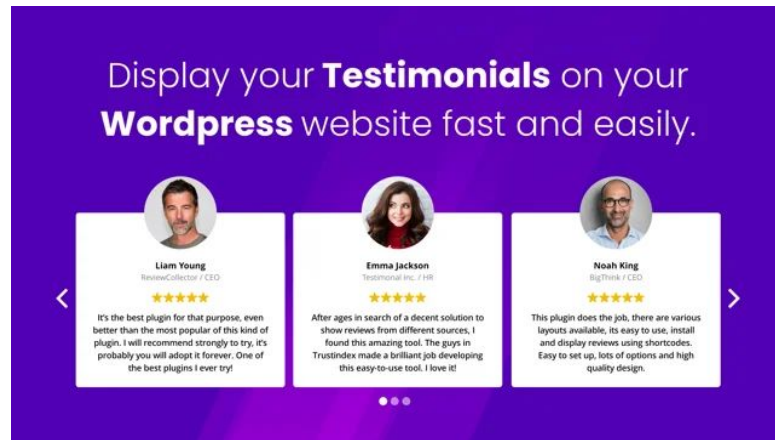 Display your Testimonials on your
Wordpress website fast and easily.
Liam Young
ReviewCollector / CEO
It's the best plugin for that purpose, even
better than the most popular of this kind of
plugin. I will recommend strongly to try, it's
probably you will adopt it forever. One of
the best plugins I ever try!
Emma Jackson
Testimonal Inc. / HR
After ages in search of a decent solution to
show reviews from different sources, I
found this amazing tool. The guys in
Trustindex made a brilliant job developing
this easy-to-use tool. I love it!
Noah King
BigThink / CEO
This plugin does the job, there are various
layouts available, its easy to use, install
and display reviews using shortcodes.
Easy to set up, lots of options and high
quality design.